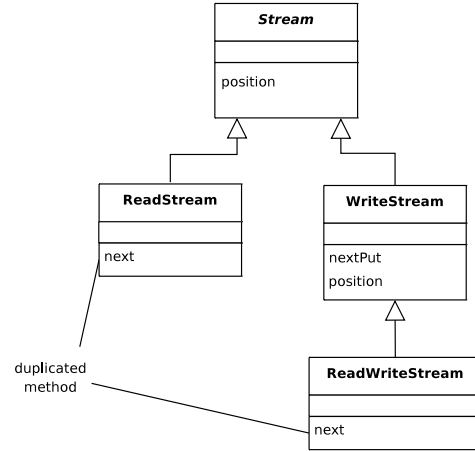 Stream
position
ReadStream
next
WriteStream
nextPut
position
duplicated
method
ReadWriteStream
next